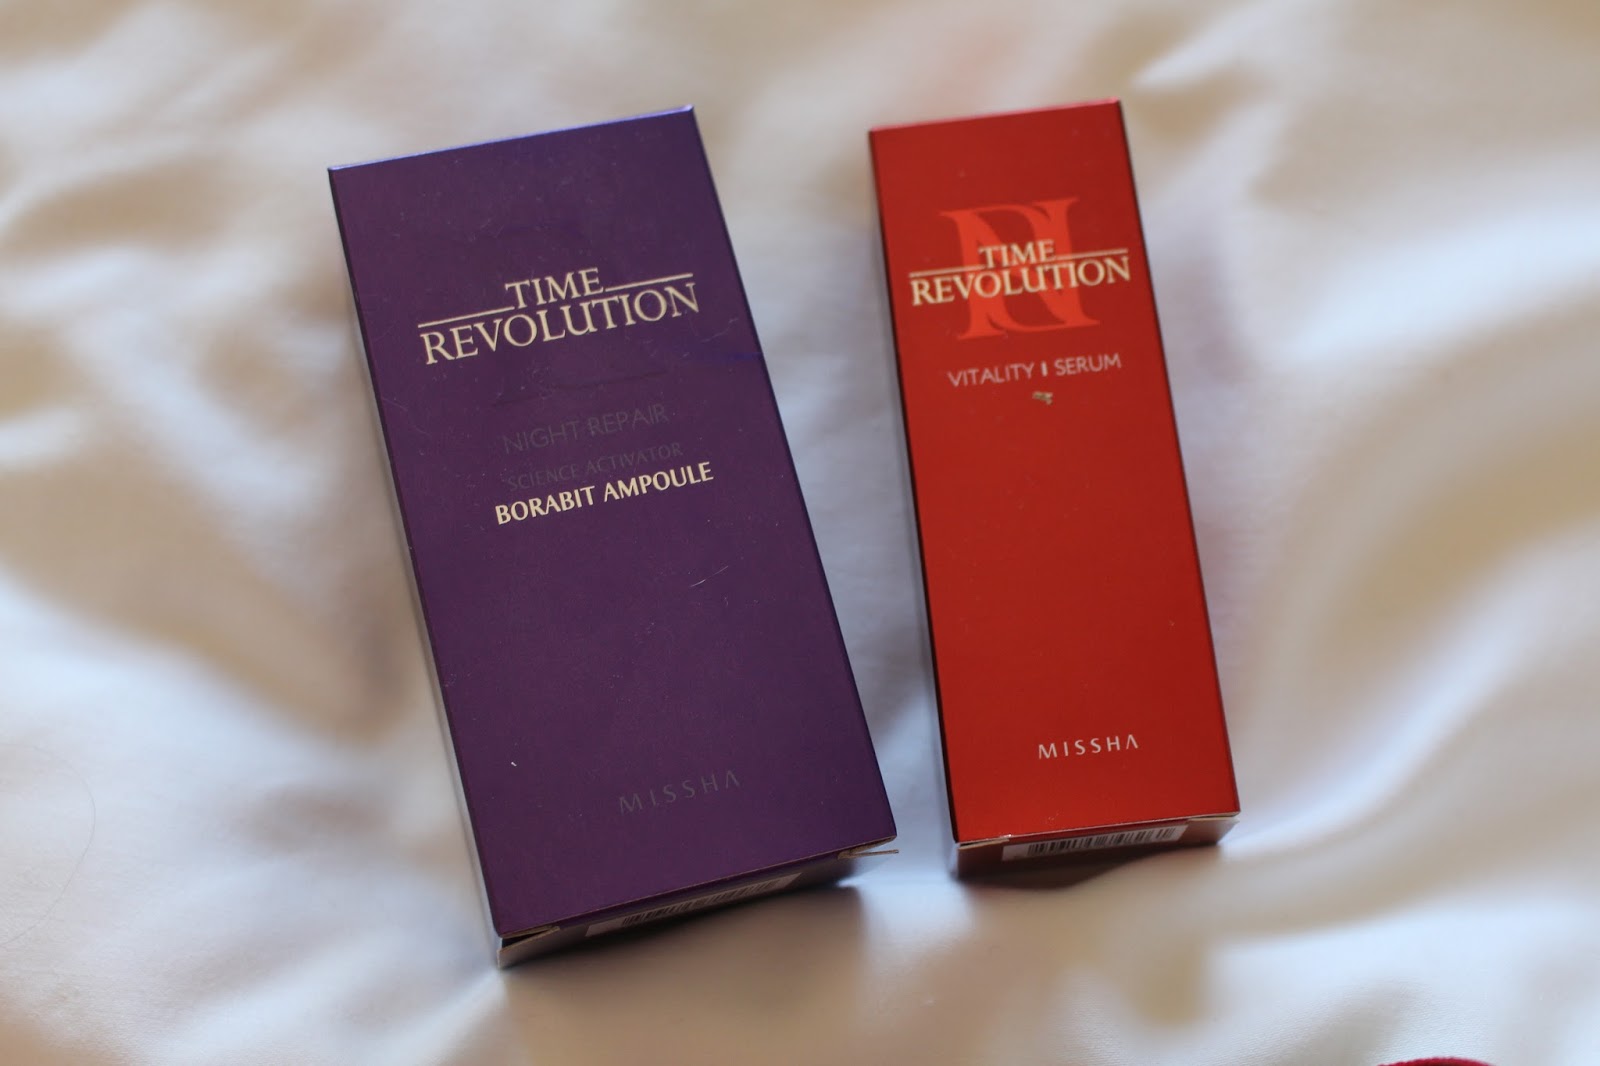 TIME
REVOLUTION
NIGHT REPAIR
SCIENCE ACTIVATOR
BORABIT AMPOULE
MISSHA
TIME
REVOLUTION
VITALITY | SERUM
MISSHA